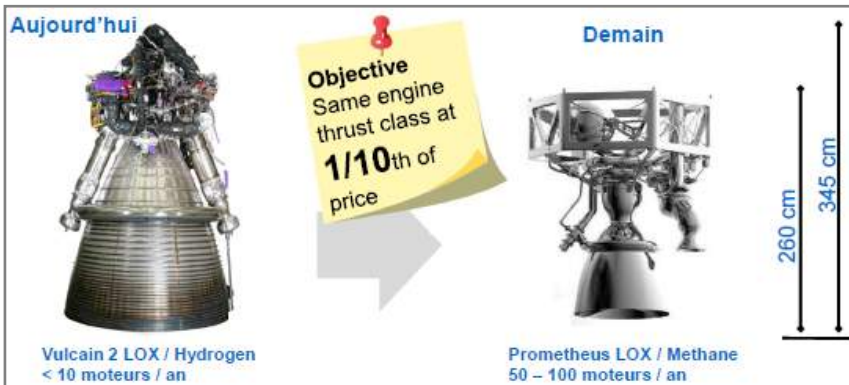 Aujourd'hui
Objective
Same engine
thrust class at
1/10th of
price
Demain
260 cm
345 cm
Vulcain 2 LOX / Hydrogen
< 10 moteurs / an
Prometheus LOX / Methane
50 – 100 moteurs / an